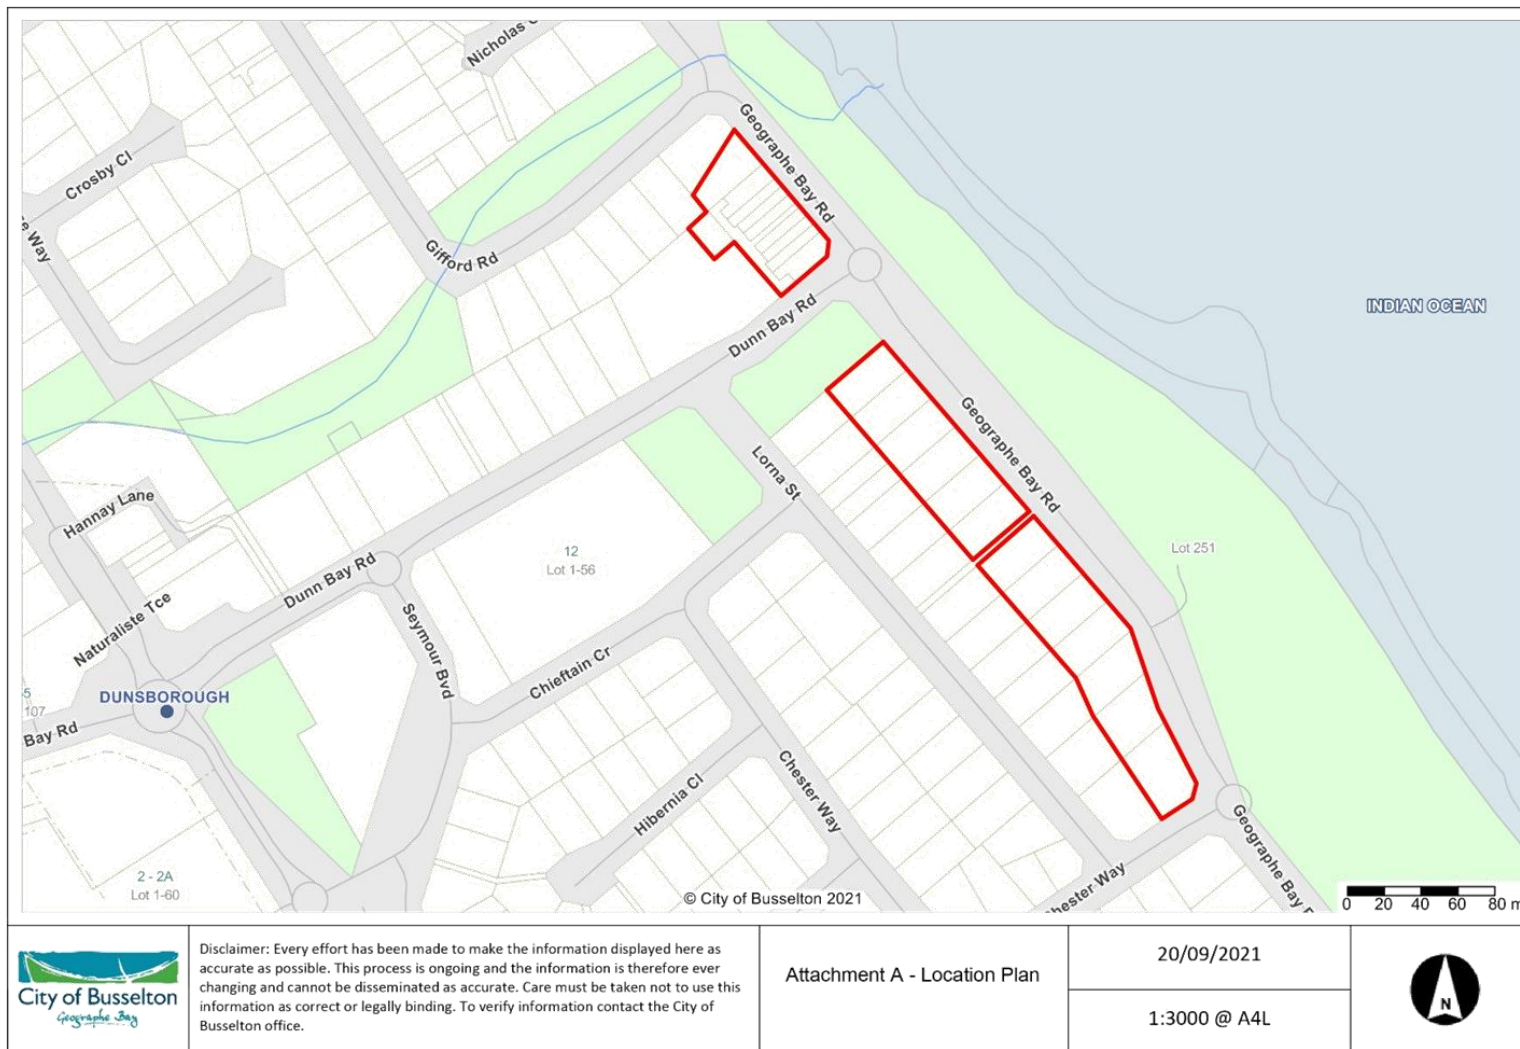 Nicholas C
Geographe Bay Rd
Crosby Cl
e Way
Gifford Rd
INDIAN OCEAN
Dunn Bay Rd
Geographe Bay Rd
Lorna St
Hannay Lane
12
Lot 1-56
Lot 251
Dunn Bay Rd
Naturaliste Tce
Seymour Bvd
Chieftain Cr
5
107
DUNSBOROUGH
Bay Rd
Hibernia Cl
Chester Way
Geographe Bay R
2 - 2A
Lot 1-60
hester Way
© City of Busselton 2021
0 20 40 60 80 m
City of Busselton
Geographe Bay
Disclaimer: Every effort has been made to make the information displayed here as
accurate as possible. This process is ongoing and the information is therefore ever
changing and cannot be disseminated as accurate. Care must be taken not to use this
information as correct or legally binding. To verify information contact the City of
Busselton office.
Attachment A - Location Plan
20/09/2021
1:3000 @ A4L
N